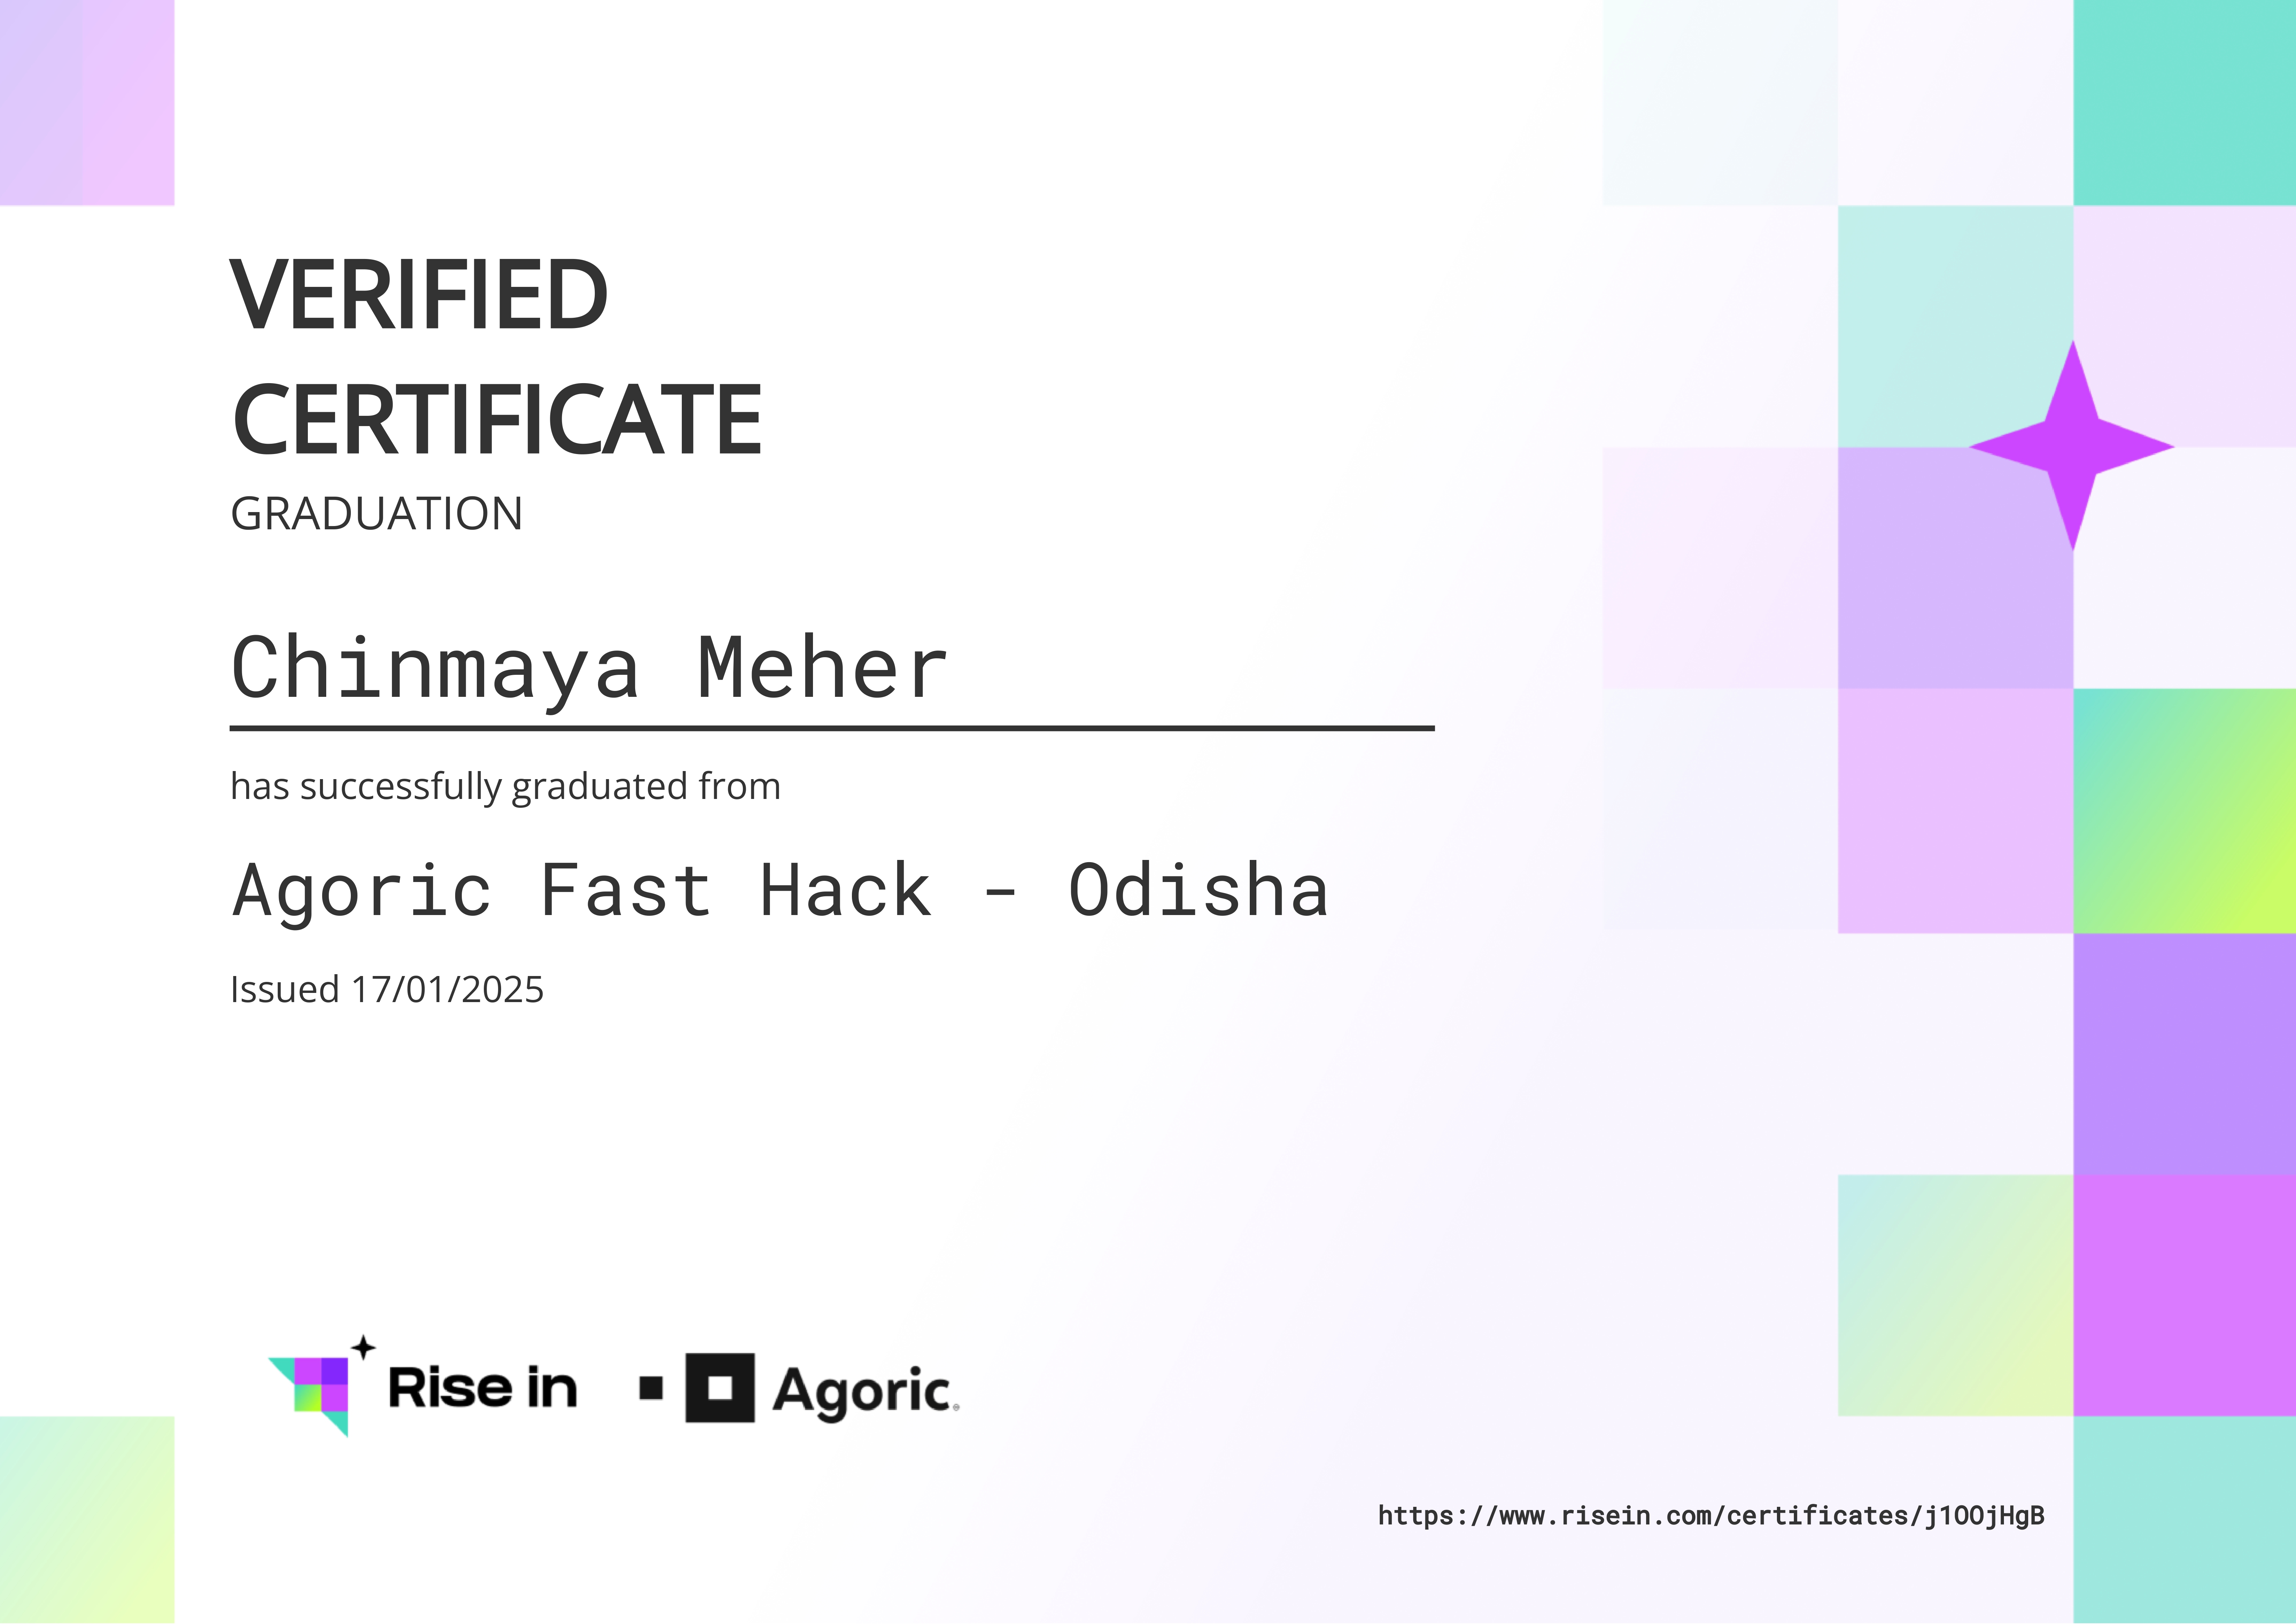 VERIFIED
CERTIFICATE
GRADUATION
Chinmaya Meher
has successfully graduated from
Agoric Fast Hack - Odisha
Issued 17/01/2025
Rise in
Agoric
https://www.risein.com/certificates/j1OOjHgB